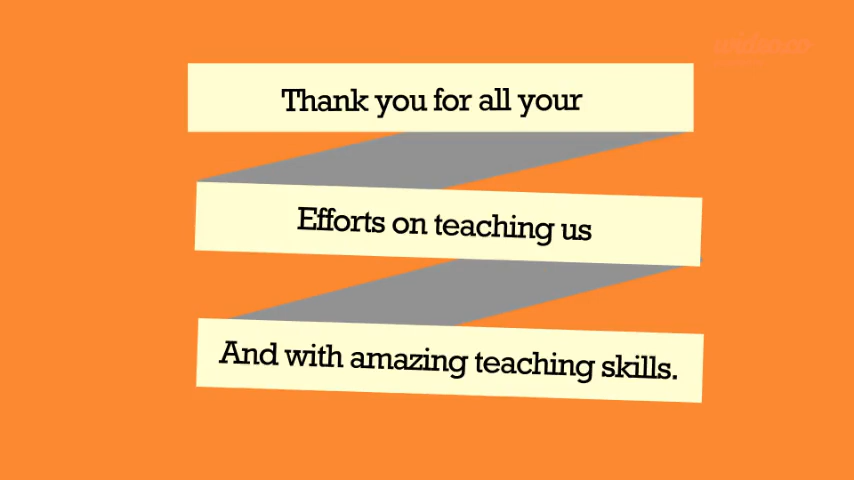 Thank you for all your
Efforts on teaching us
And with amazing teaching skills.